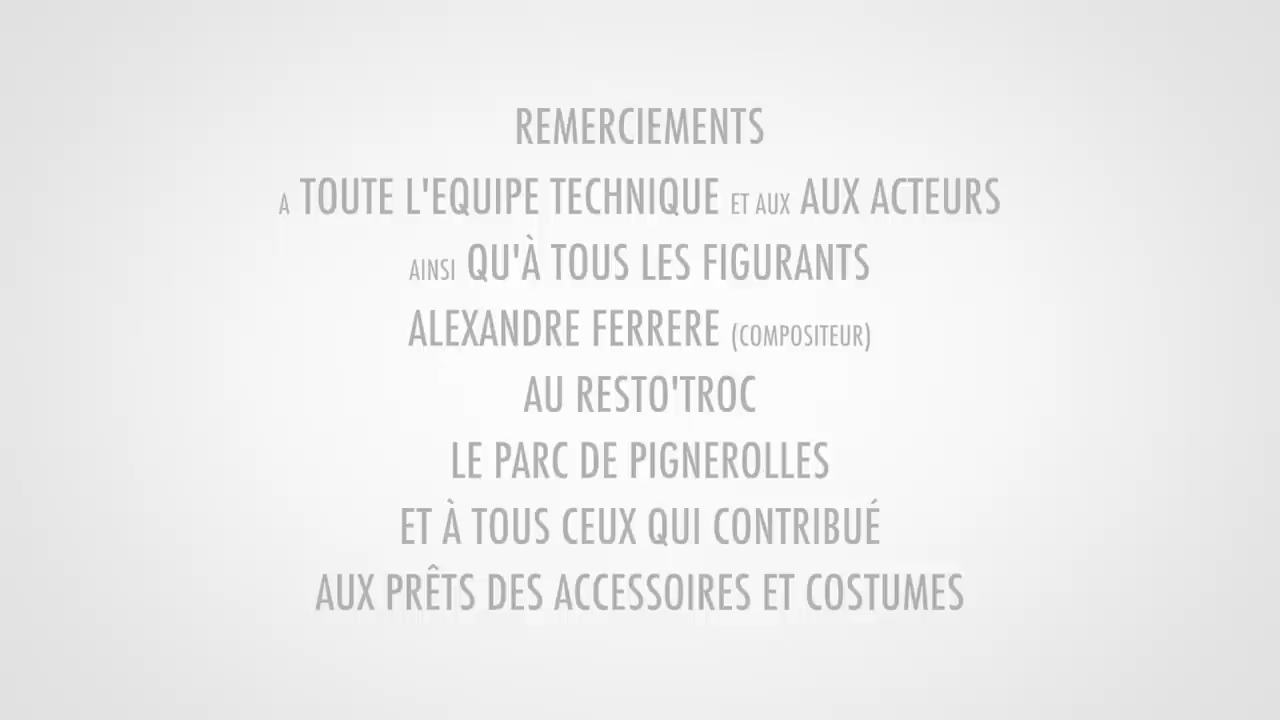 REMERCIEMENTS
A TOUTE L'EQUIPE TECHNIQUE ET AUX AUX ACTEURS
AINSI QU'À TOUS LES FIGURANTS
ALEXANDRE FERRERE (COMPOSITEUR)
AU RESTO'TROC
LE PARC DE PIGNEROLLES
ET À TOUS CEUX QUI CONTRIBUÉ
AUX PRÊTS DES ACCESSOIRES ET COSTUMES